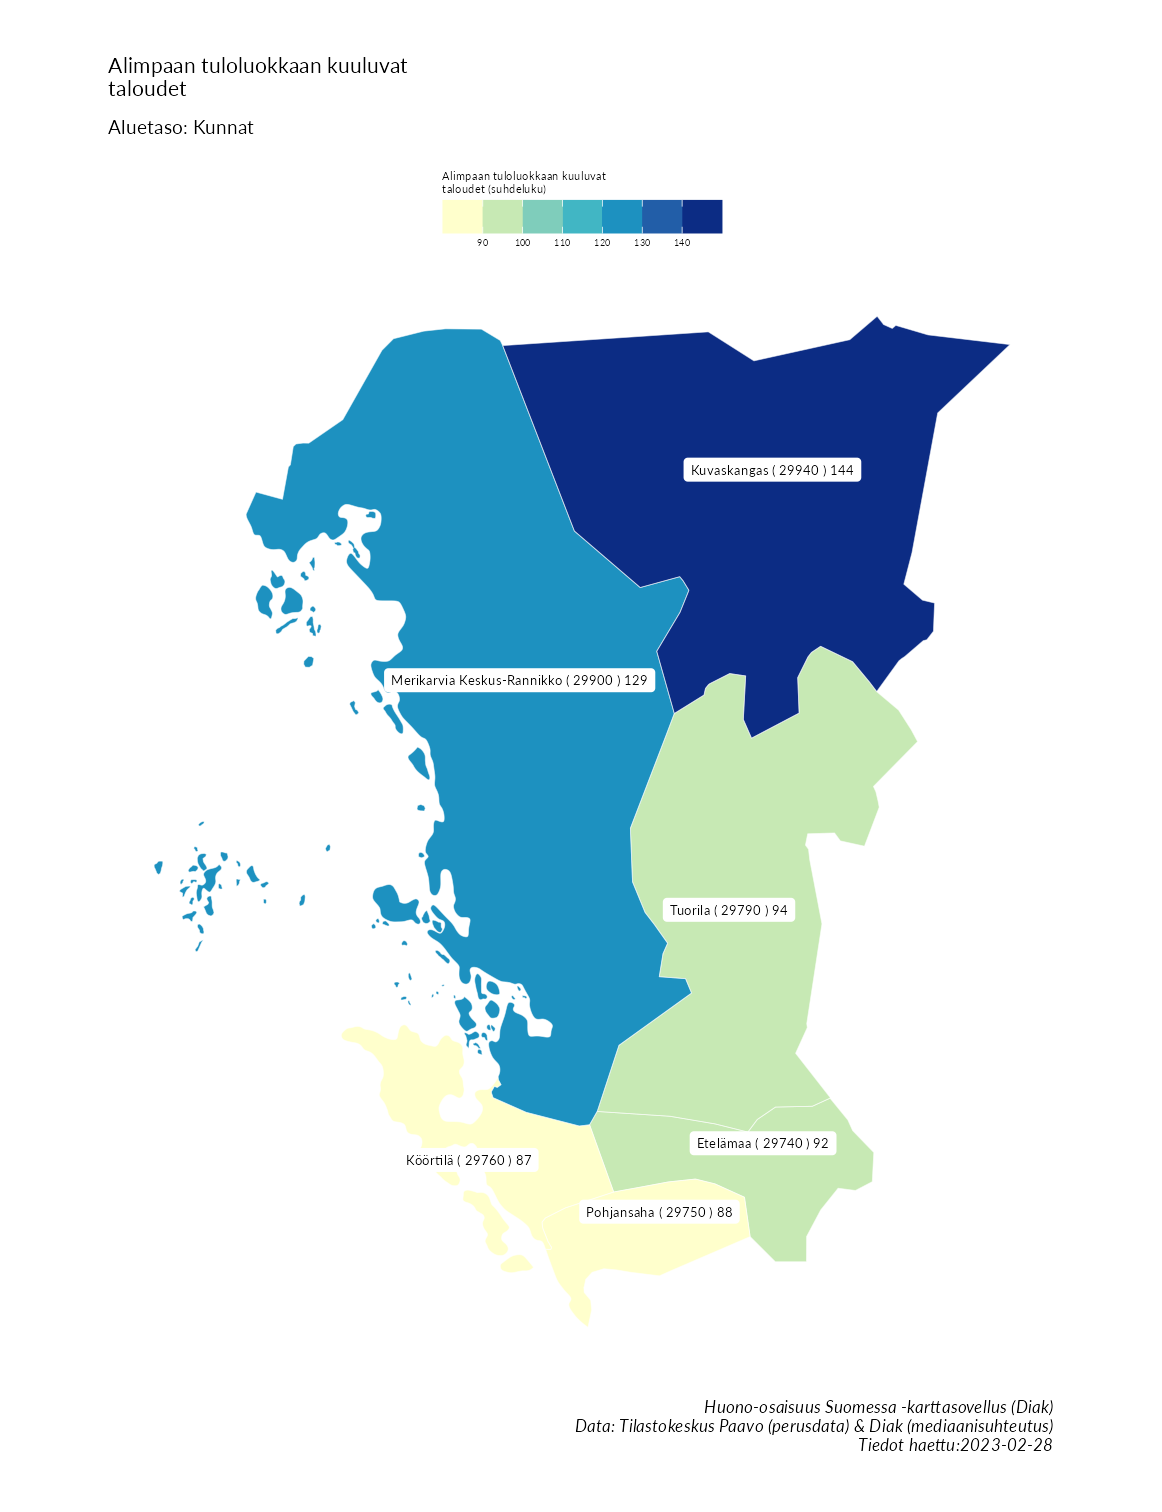 Alimpaan tuloluokkaan kuuluvat
taloudet
Aluetaso: Kunnat
Alimpaan tuloluokkaan kuuluvat
taloudet (suhdeluku)
90 100 110 120 130 140
Kuvaskangas ( 29940 ) 144
Merikarvia Keskus-Rannikko ( 29900 ) 129
Tuorila ( 29790 ) 94
Etelämaa ( 29740 ) 92
Köörtilä ( 29760 ) 87
Pohjansaha ( 29750 ) 88
Huono-osaisuus Suomessa -karttasovellus (Diak)
Data: Tilastokeskus Paavo (perusdata) & Diak (mediaanisuhteutus)
Tiedot haettu:2023-02-28